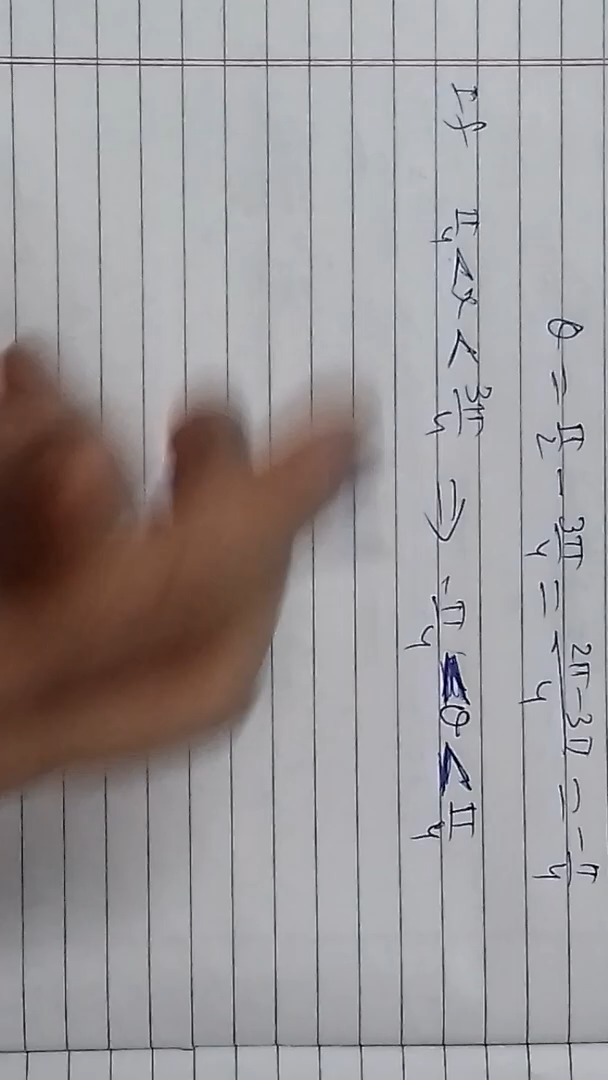 θ = π/2 - 3π/4 = 2π-3π/4 = -π/4
If π/4 < x < 3π/4 ⇒ -π/4 < θ < π/4